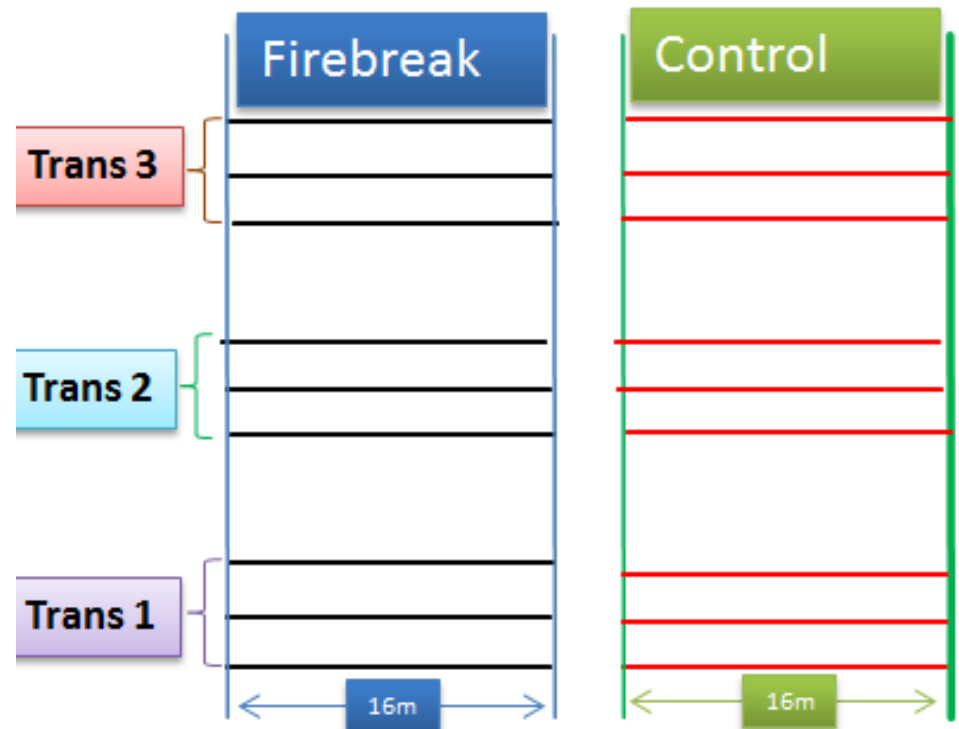 Firebreak
Control
Trans 3
Trans 2
Trans 1
16m
16m